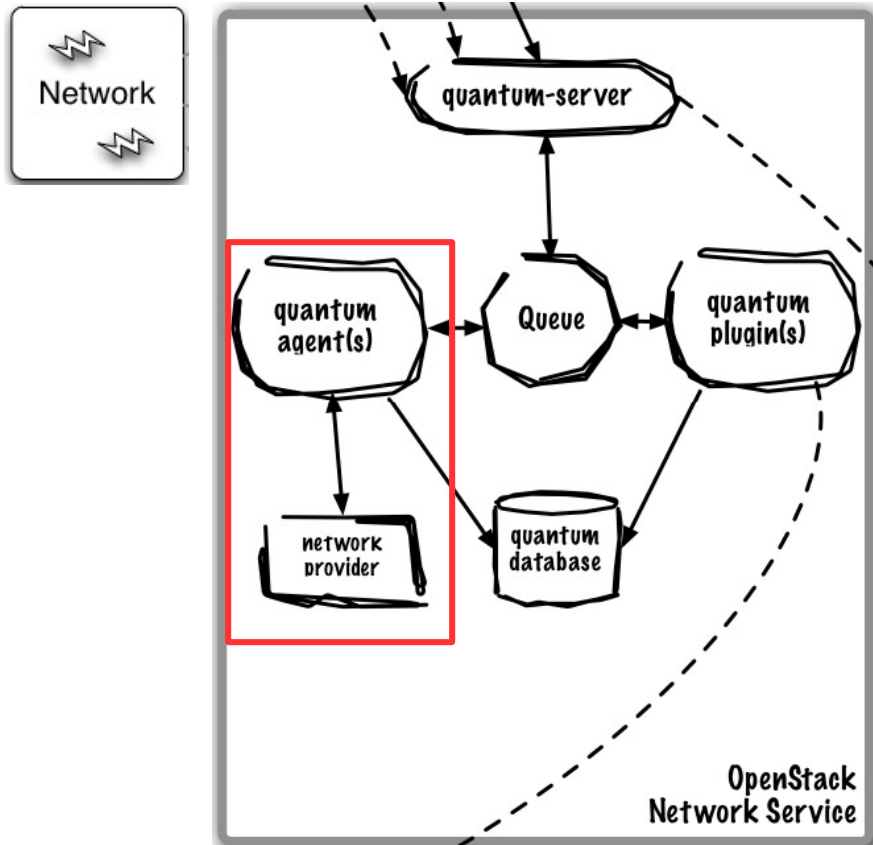 Network
quantum-server
quantum
agent(s)
Queue
quantum
plugin(s)
network
provider
quantum
database
OpenStack
Network Service